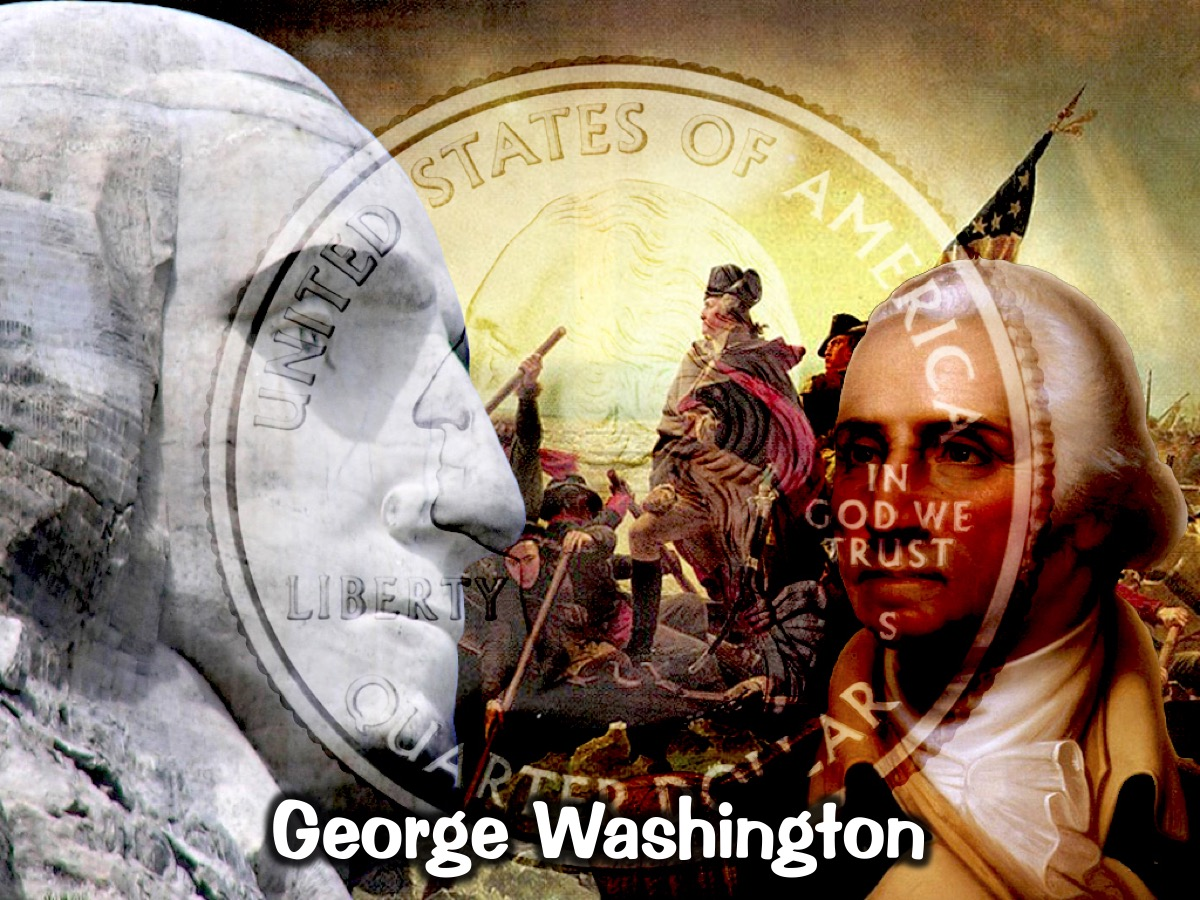 UNITED STATES OF AMERICA
IN
GOD WE
TRUST
LIBERTY
S
QUARTER DOLLAR
George Washington